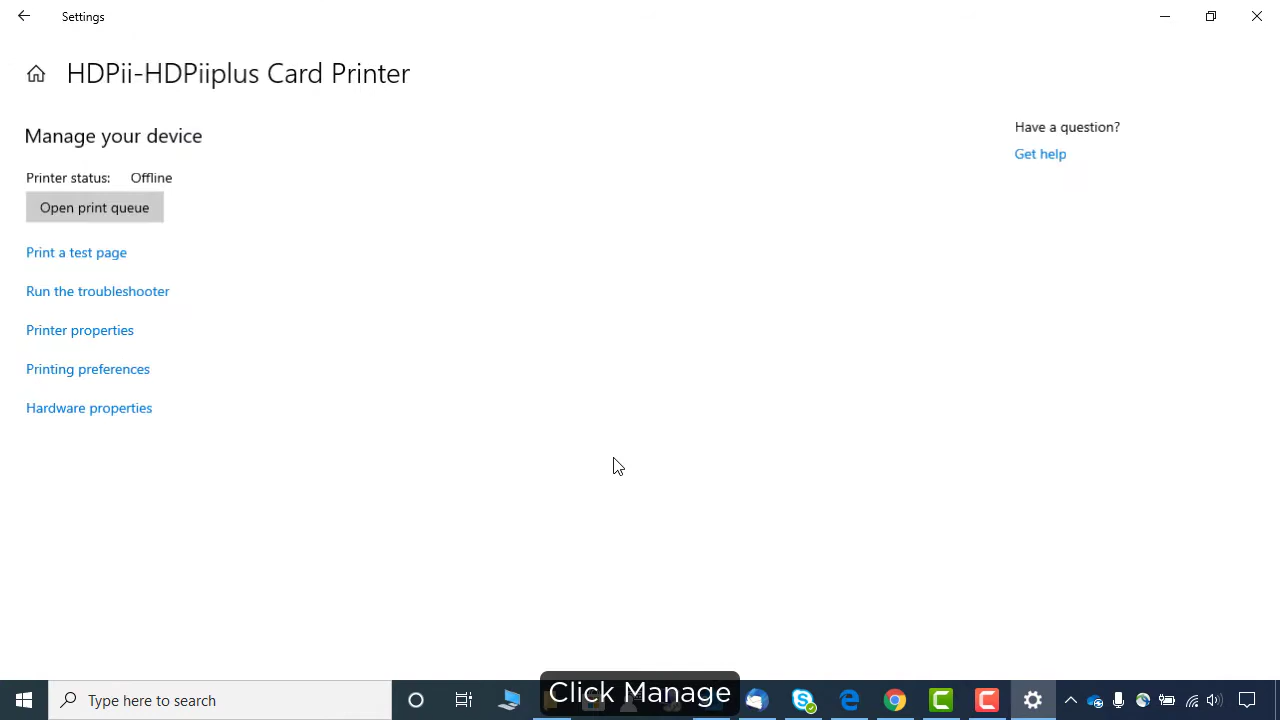 Settings
HDPii-HDPiiplus Card Printer
Manage your device
Have a question?
Get help
Printer status: Offline
Open print queue
Print a test page
Run the troubleshooter
Printer properties
Printing preferences
Hardware properties
Type here to search
Click Manage